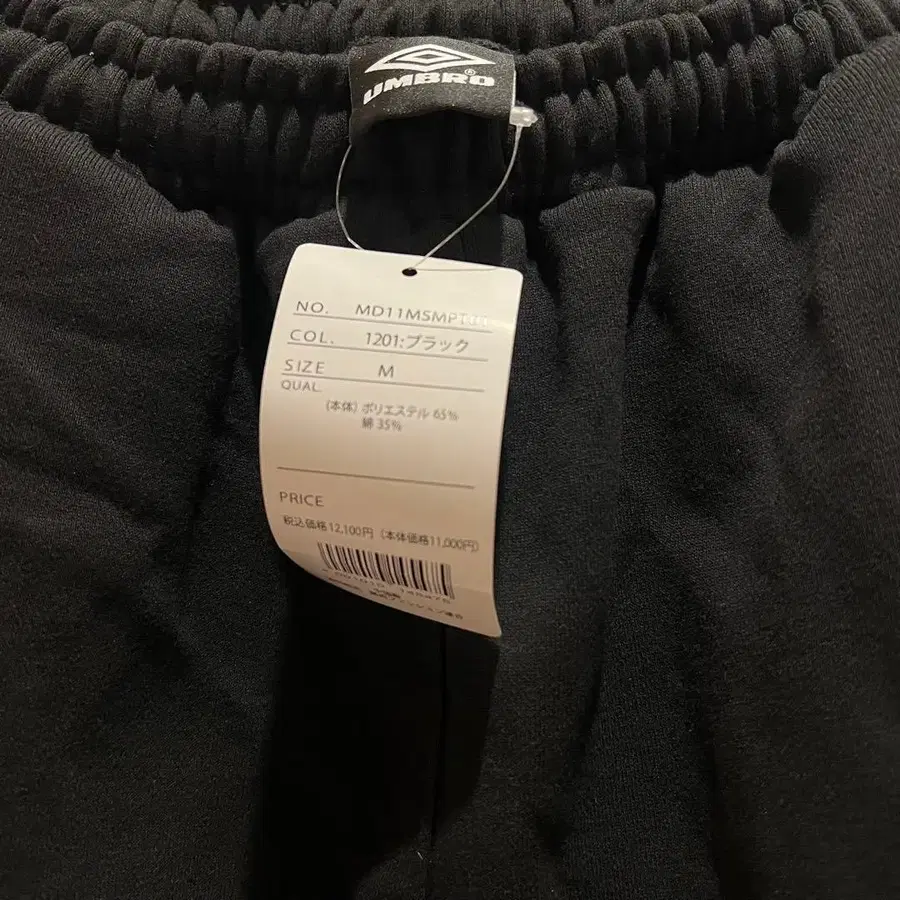 UMBRO®
NO. 
COL. 1201:ブラック
SIZE M
QUAL.
(本体) ポリエステル 65%
綿 35%
PRICE
税込価格12,100円 (本体価格11,000円)